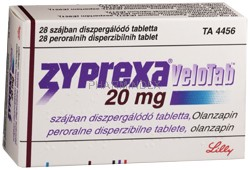 28 szájban diszpergálódó tabletta
28 peroralnih disperzibilnih tablet
TA 4456
zyprexa® VeloTab
20 mg
szájban diszpergálódó tabletta, Olanzapin
peroralne disperzibilne tablete, olanzapin
Lilly